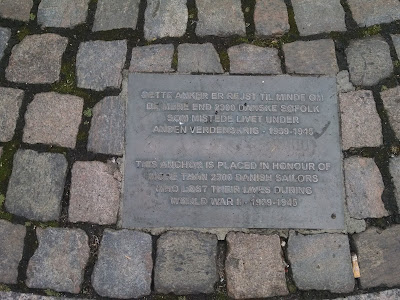 DETTE ANKER ER REJST TIL MINDE OM
DE MERE END 2300 DANSKE SØFOLK
SOM MISTEDE LIVET UNDER
ANDEN VERDENSKRIG - 1939-1945
THIS ANCHOR IS PLACED IN HONOUR OF
MORE THAN 2300 DANISH SAILORS
WHO LOST THEIR LIVES DURING
WORLD WAR II 1939-1945